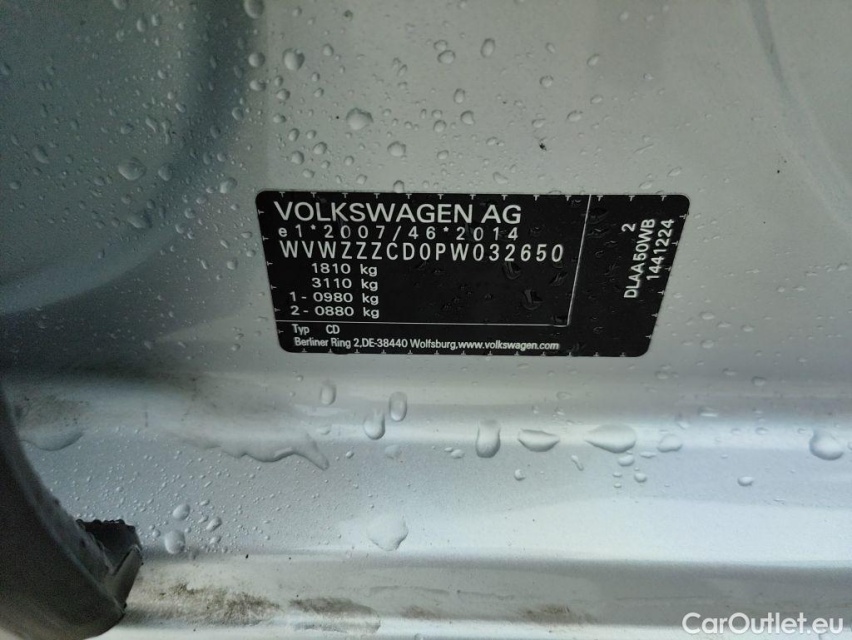 VOLKSWAGEN AG
e1*2007/46*2014
WVWZZZCD0PW032650
1810 kg
3110 kg
1 - 0980 kg
2 - 0880 kg
Typ CD
Berliner Ring 2,DE-38440 Wolfsburg,www.volkswagen.com
2
DLAA50WB
1441224
CarOutlet.eu